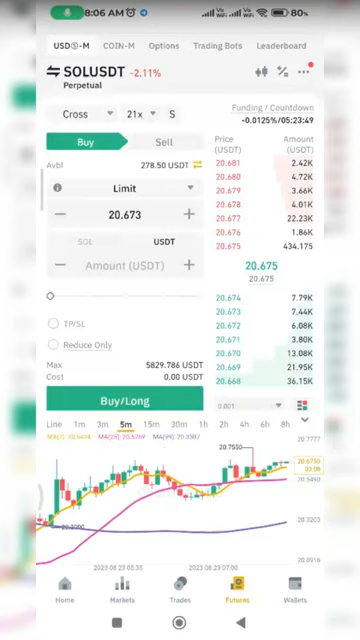 8:06 AM
80%
USDⓈ-M COIN-M Options Trading Bots Leaderboard
SOLUSDT -2.11%
Perpetual
Cross 21x S
Funding / Countdown
-0.0125%/05:23:49
Buy Sell
Avbl 278.50 USDT
Limit
20.673
SOL USDT
Amount (USDT)
TP/SL
Reduce Only
Max 5829.786 USDT
Cost 0.00 USDT
Buy/Long
Price (USDT) Amount (USDT)
20.681 2.42K
20.680 4.72K
20.679 3.66K
20.678 4.01K
20.677 22.23K
20.676 1.86K
20.675 434.175
20.675
20.675
20.674 7.79K
20.673 7.44K
20.672 6.08K
20.671 3.80K
20.670 13.08K
20.669 21.95K
20.668 36.15K
0.001
Line 1m 3m 5m 15m 30m 1h 2h 4h 6h 8h
20.7777
20.7550
20.6750
03:08
20.5490
20.3203
20.0916
2023-08-23 05:35 2023-08-23 07:00
Home Markets Trades Futures Wallets